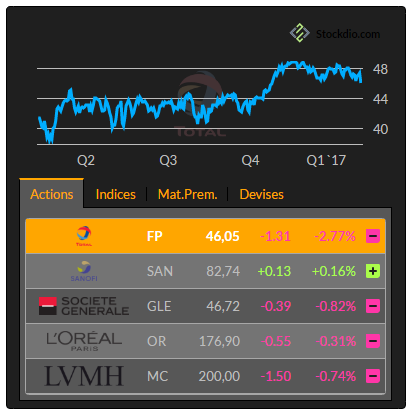 Stockdio.com
48
44
40
TOTAL
Q2 Q3 Q4 Q1`17
Actions Indices Mat.Prem. Devises
TOTAL FP 46,05 -1.31 -2.77%
SANOFI SAN 82,74 +0.13 +0.16%
SOCIETE GENERALE GLE 46,72 -0.39 -0.82%
L'ORÉAL PARIS OR 176,90 -0.55 -0.31%
LVMH MC 200,00 -1.50 -0.74%